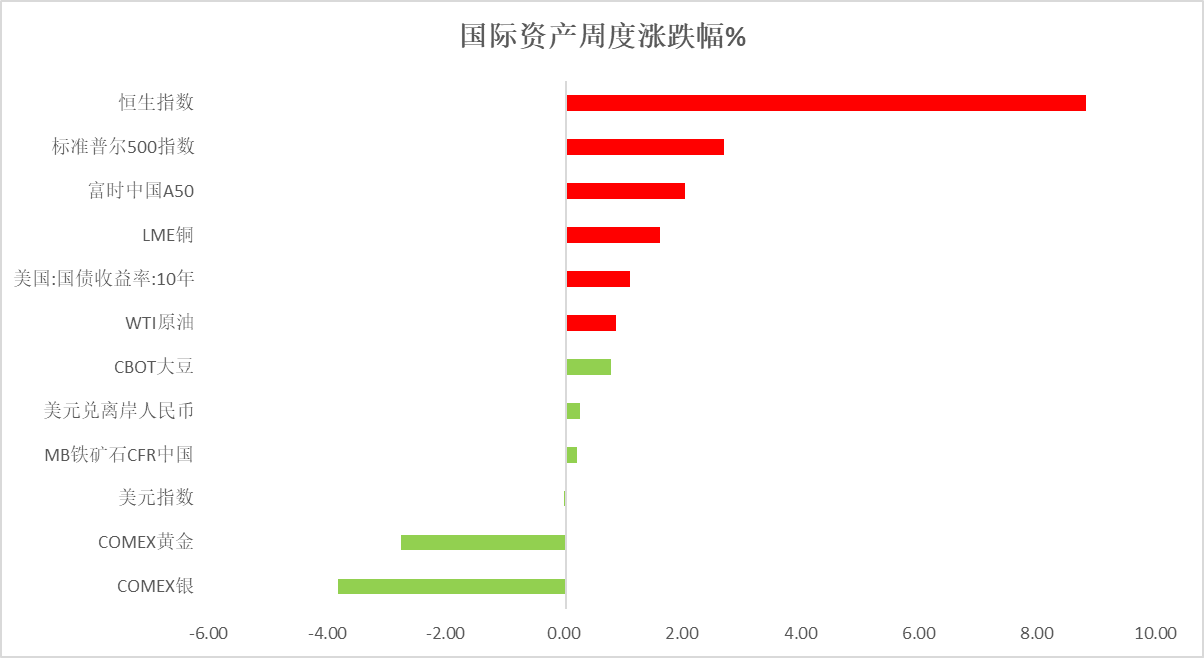 国际资产周度涨跌幅%
恒生指数
标准普尔500指数
富时中国A50
LME铜
美国:国债收益率:10年
WTI原油
CBOT大豆
美元兑离岸人民币
MB铁矿石CFR中国
美元指数
COMEX黄金
COMEX银
-6.00 -4.00 -2.00 0.00 2.00 4.00 6.00 8.00 10.00